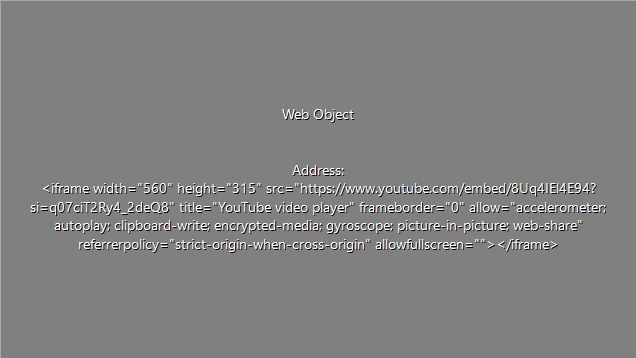 Web Object
Address:
<iframe width="560" height="315" src="https://www.youtube.com/embed/8Uq4IEI4E94?
si=q07ciT2Ry4_2deQ8" title="YouTube video player" frameborder="0" allow="accelerometer;
autoplay; clipboard-write; encrypted-media; gyroscope; picture-in-picture; web-share"
referrerpolicy="strict-origin-when-cross-origin" allowfullscreen=""></iframe>